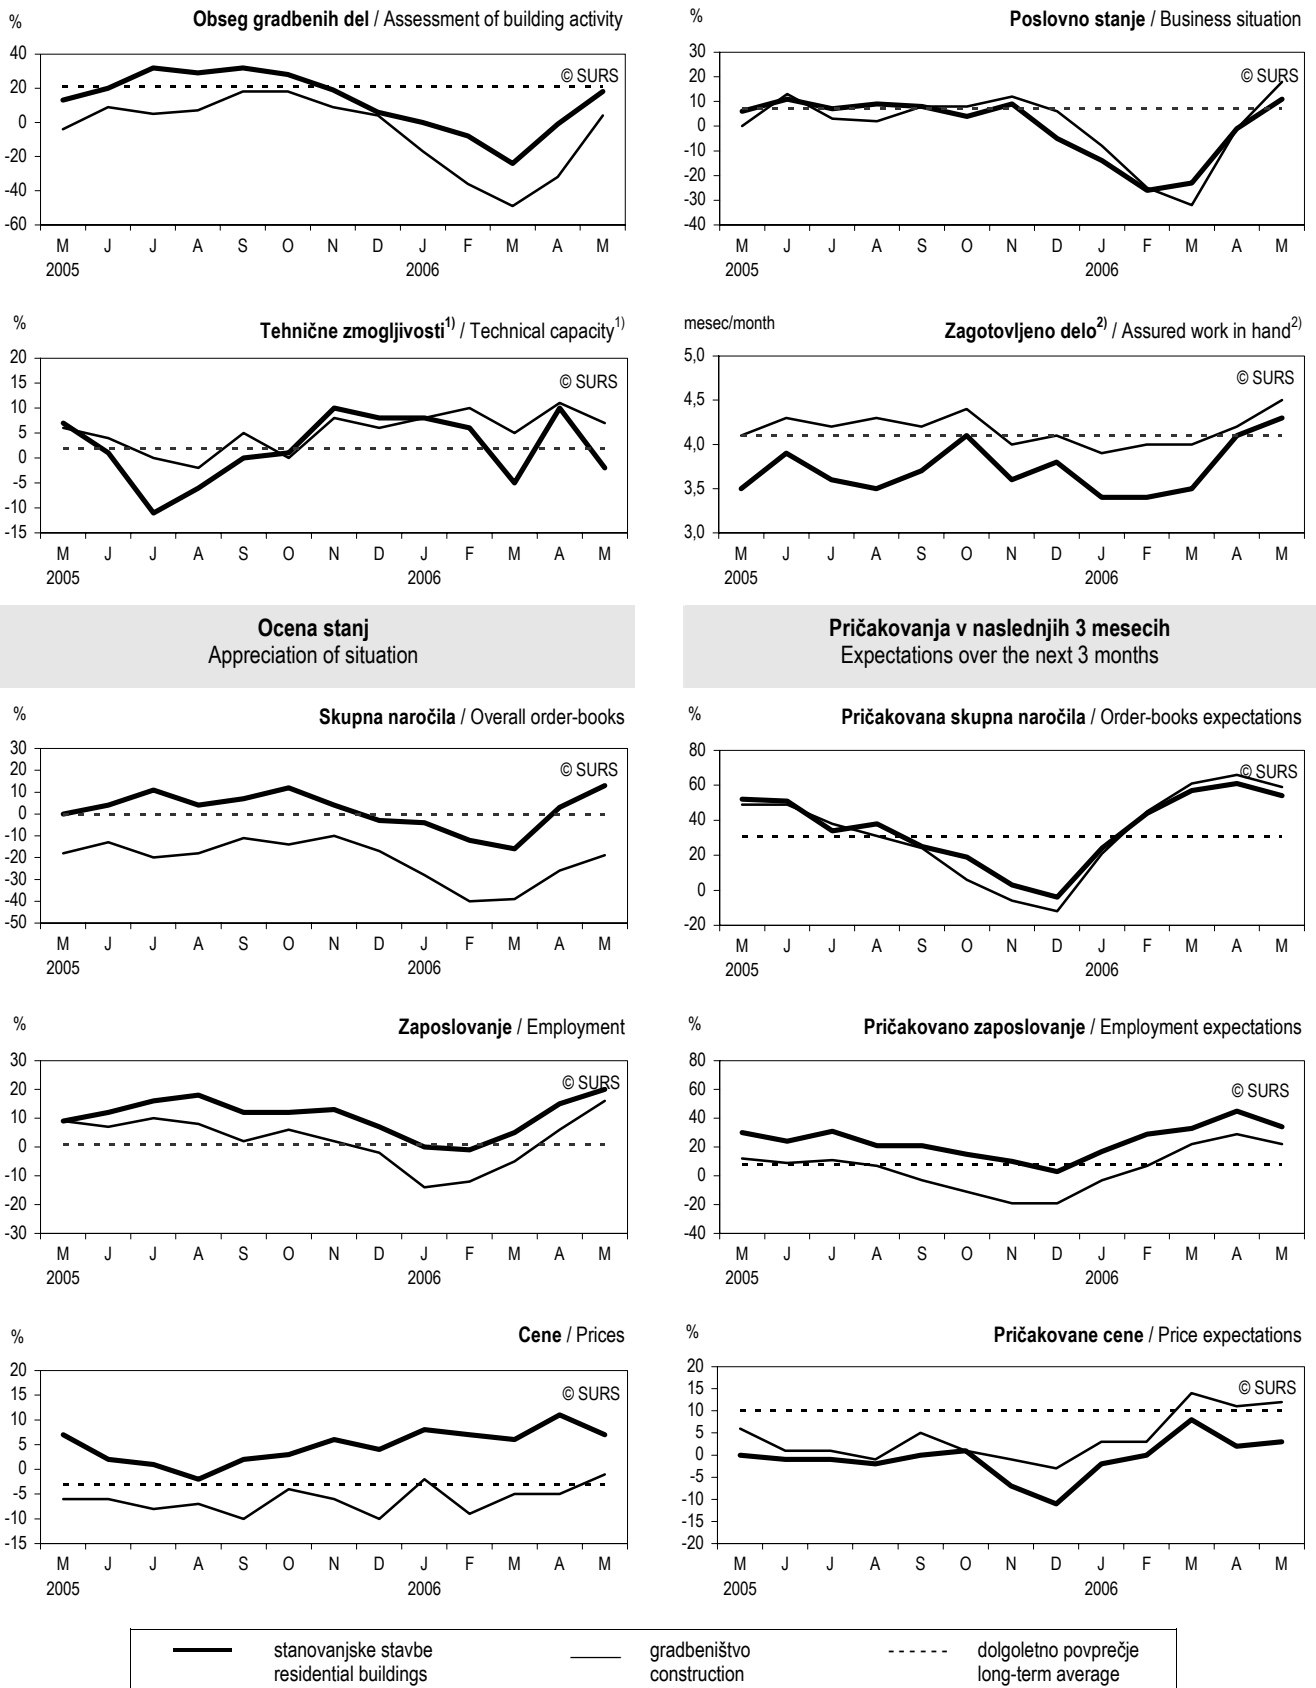 %
Obseg gradbenih del / Assessment of building activity
40
20
0
-20
-40
-60
© SURS
M J J A S O N D J F M A M
2005 2006
%
Poslovno stanje / Business situation
30
20
10
0
-10
-20
-30
-40
© SURS
M J J A S O N D J F M A M
2005 2006
%
Tehnične zmogljivosti1) / Technical capacity1)
20
15
10
5
0
-5
-10
-15
© SURS
M J J A S O N D J F M A M
2005 2006
mesec/month
Zagotovljeno delo2) / Assured work in hand2)
5,0
4,5
4,0
3,5
3,0
© SURS
M J J A S O N D J F M A M
2005 2006
Ocena stanj
Appreciation of situation
Pričakovanja v naslednjih 3 mesecih
Expectations over the next 3 months
%
Skupna naročila / Overall order-books
30
20
10
0
-10
-20
-30
-40
-50
© SURS
M J J A S O N D J F M A M
2005 2006
%
Pričakovana skupna naročila / Order-books expectations
80
60
40
20
0
-20
© SURS
M J J A S O N D J F M A M
2005 2006
%
Zaposlovanje / Employment
30
20
10
0
-10
-20
-30
© SURS
M J J A S O N D J F M A M
2005 2006
%
Pričakovano zaposlovanje / Employment expectations
80
60
40
20
0
-20
-40
© SURS
M J J A S O N D J F M A M
2005 2006
%
Cene / Prices
20
15
10
5
0
-5
-10
-15
© SURS
M J J A S O N D J F M A M
2005 2006
%
Pričakovane cene / Price expectations
20
15
10
5
0
-5
-10
-15
-20
© SURS
M J J A S O N D J F M A M
2005 2006
stanovanjske stavbe
residential buildings
gradbeništvo
construction
dolgoletno povprečje
long-term average